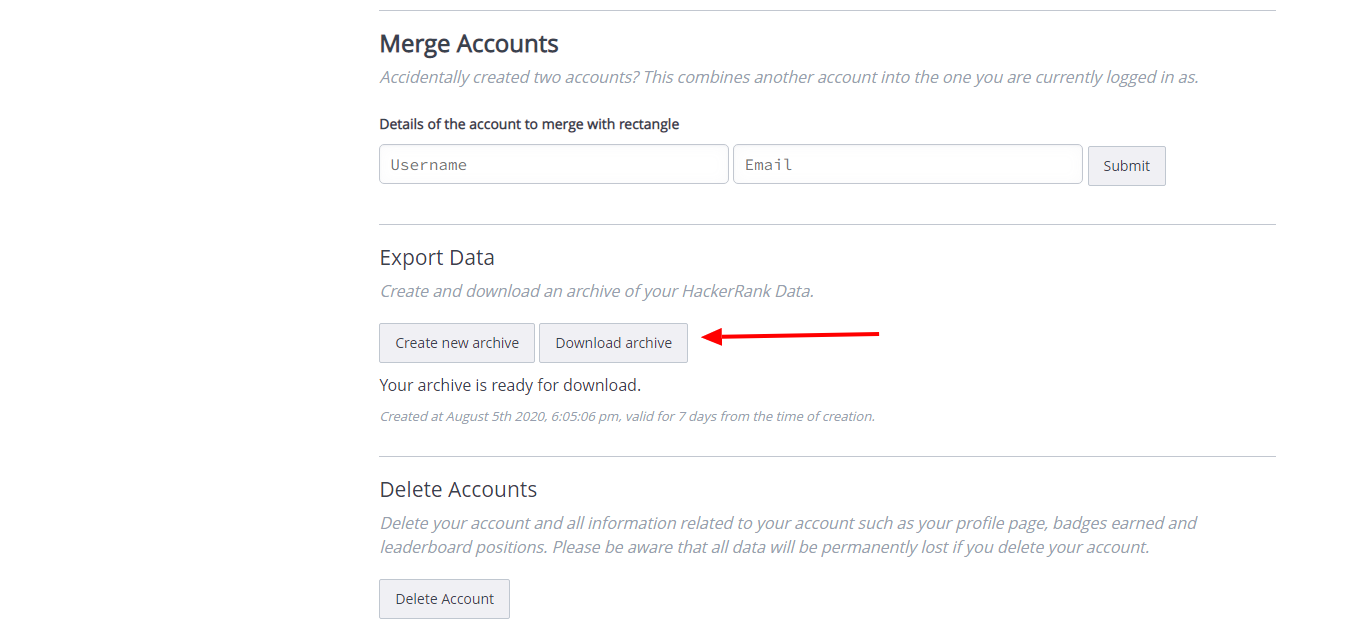 Merge Accounts
Accidentally created two accounts? This combines another account into the one you are currently logged in as.
Details of the account to merge with rectangle
Username
Email
Submit
Export Data
Create and download an archive of your HackerRank Data.
Create new archive
Download archive
Your archive is ready for download.
Created at August 5th 2020, 6:05:06 pm, valid for 7 days from the time of creation.
Delete Accounts
Delete your account and all information related to your account such as your profile page, badges earned and
leaderboard positions. Please be aware that all data will be permanently lost if you delete your account.
Delete Account